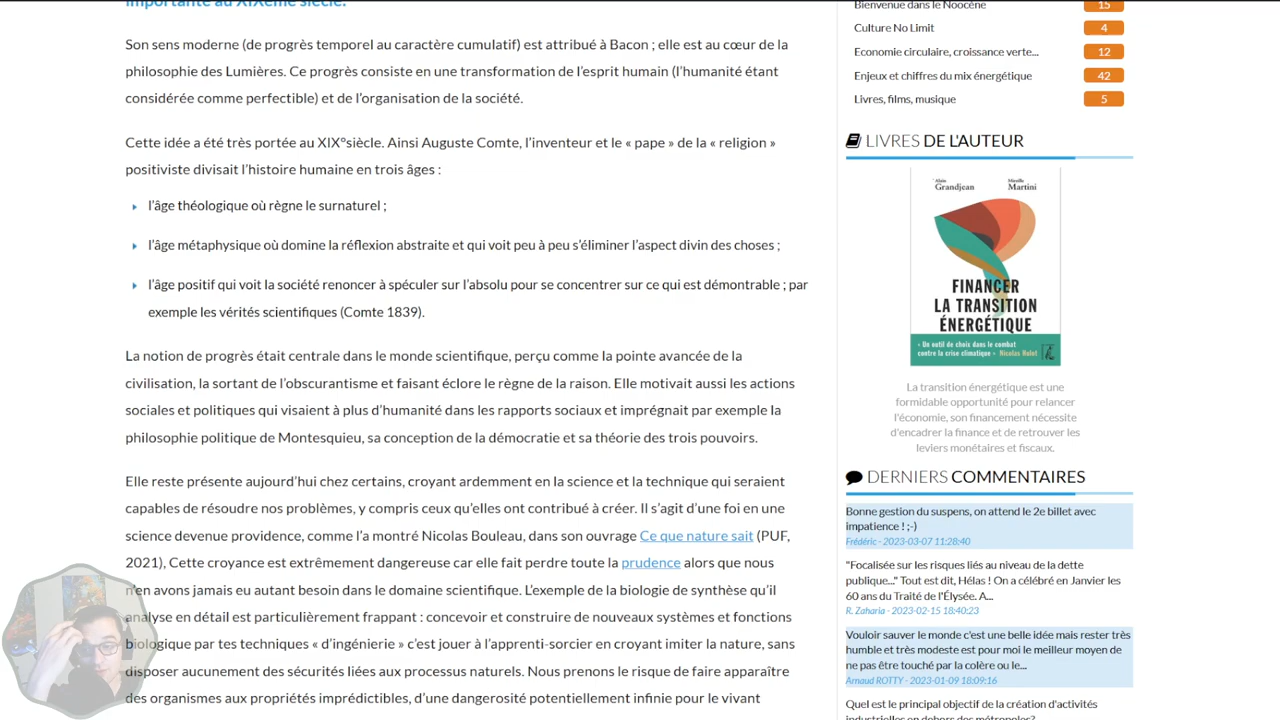 importante au XIXème siècle.
Son sens moderne (de progrès temporel au caractère cumulatif) est attribué à Bacon ; elle est au cœur de la
philosophie des Lumières. Ce progrès consiste en une transformation de l'esprit humain (l'humanité étant
considérée comme perfectible) et de l'organisation de la société.
Cette idée a été très portée au XIX°siècle. Ainsi Auguste Comte, l'inventeur et le « pape » de la « religion »
positiviste divisait l'histoire humaine en trois âges :
l'âge théologique où règne le surnaturel ;
l'âge métaphysique où domine la réflexion abstraite et qui voit peu à peu s'éliminer l'aspect divin des choses ;
l'âge positif qui voit la société renoncer à spéculer sur l'absolu pour se concentrer sur ce qui est démontrable ; par
exemple les vérités scientifiques (Comte 1839).
La notion de progrès était centrale dans le monde scientifique, perçu comme la pointe avancée de la
civilisation, la sortant de l'obscurantisme et faisant éclore le règne de la raison. Elle motivait aussi les actions
sociales et politiques qui visaient à plus d'humanité dans les rapports sociaux et imprégnait par exemple la
philosophie politique de Montesquieu, sa conception de la démocratie et sa théorie des trois pouvoirs.
Elle reste présente aujourd'hui chez certains, croyant ardemment en la science et la technique qui seraient
capables de résoudre nos problèmes, y compris ceux qu'elles ont contribué à créer. Il s'agit d'une foi en une
science devenue providence, comme l'a montré Nicolas Bouleau, dans son ouvrage Ce que nature sait (PUF,
2021), Cette croyance est extrêmement dangereuse car elle fait perdre toute la prudence alors que nous
n'en avons jamais eu autant besoin dans le domaine scientifique. L'exemple de la biologie de synthèse qu'il
analyse en détail est particulièrement frappant : concevoir et construire de nouveaux systèmes et fonctions
biologique par tes techniques « d'ingénierie » c'est jouer à l'apprenti-sorcier en croyant imiter la nature, sans
disposer aucunement des sécurités liées aux processus naturels. Nous prenons le risque de faire apparaître
des organismes aux propriétés imprédictibles, d'une dangerosité potentiellement infinie pour le vivant
Bienvenue dans le Noocène 15
Culture No Limit 4
Economie circulaire, croissance verte... 12
Enjeux et chiffres du mix énergétique 42
Livres, films, musique 5
LIVRES DE L'AUTEUR
Alain Mireille
Grandjean Martini
FINANCER
LA TRANSITION
ÉNERGÉTIQUE
« Un outil de choix dans le combat
contre la crise climatique » Nicolas Hulot
La transition énergétique est une
formidable opportunité pour relancer
l'économie, son financement nécessite
d'encadrer la finance et de retrouver les
leviers monétaires et fiscaux.
DERNIERS COMMENTAIRES
Bonne gestion du suspens, on attend le 2e billet avec
impatience ! ;-)
Frédéric - 2023-03-07 11:28:40
"Focalisée sur les risques liés au niveau de la dette
publique..." Tout est dit, Hélas ! On a célébré en Janvier les
60 ans du Traité de l'Élysée. A...
R. Zaharia - 2023-02-15 18:40:23
Vouloir sauver le monde c'est une belle idée mais rester très
humble et très modeste est pour moi le meilleur moyen de
ne pas être touché par la colère ou le...
Arnaud ROTTY - 2023-01-09 18:09:16
Quel est le principal objectif de la création d'activités
industrielles en dehors des métropoles?